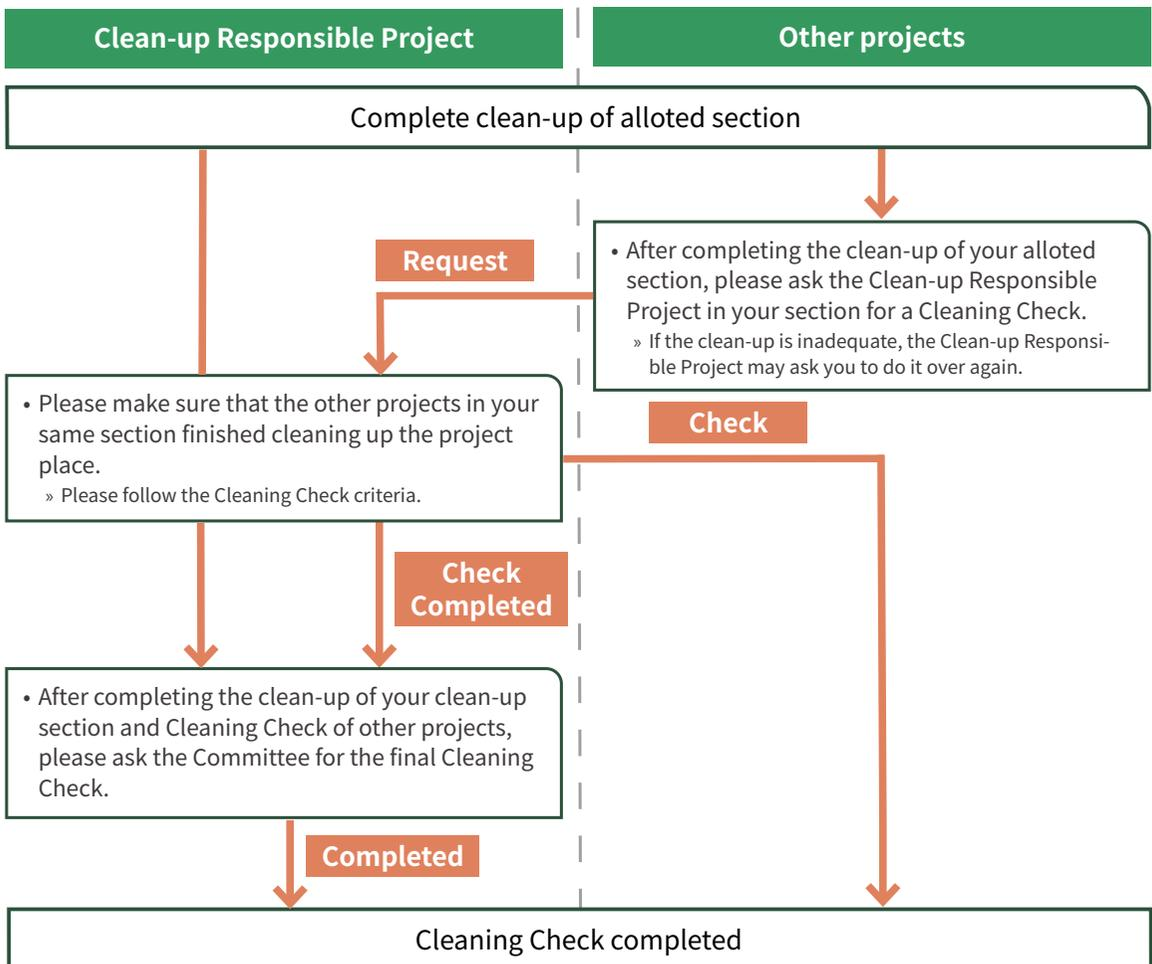 Clean-up Responsible Project
Other projects
Complete clean-up of alloted section
• After completing the clean-up of your alloted
section, please ask the Clean-up Responsible
Project in your section for a Cleaning Check.
» If the clean-up is inadequate, the Clean-up Responsi-
ble Project may ask you to do it over again.
Request
• Please make sure that the other projects in your
same section finished cleaning up the project
place.
» Please follow the Cleaning Check criteria.
Check
Check
Completed
• After completing the clean-up of your clean-up
section and Cleaning Check of other projects,
please ask the Committee for the final Cleaning
Check.
Completed
Cleaning Check completed